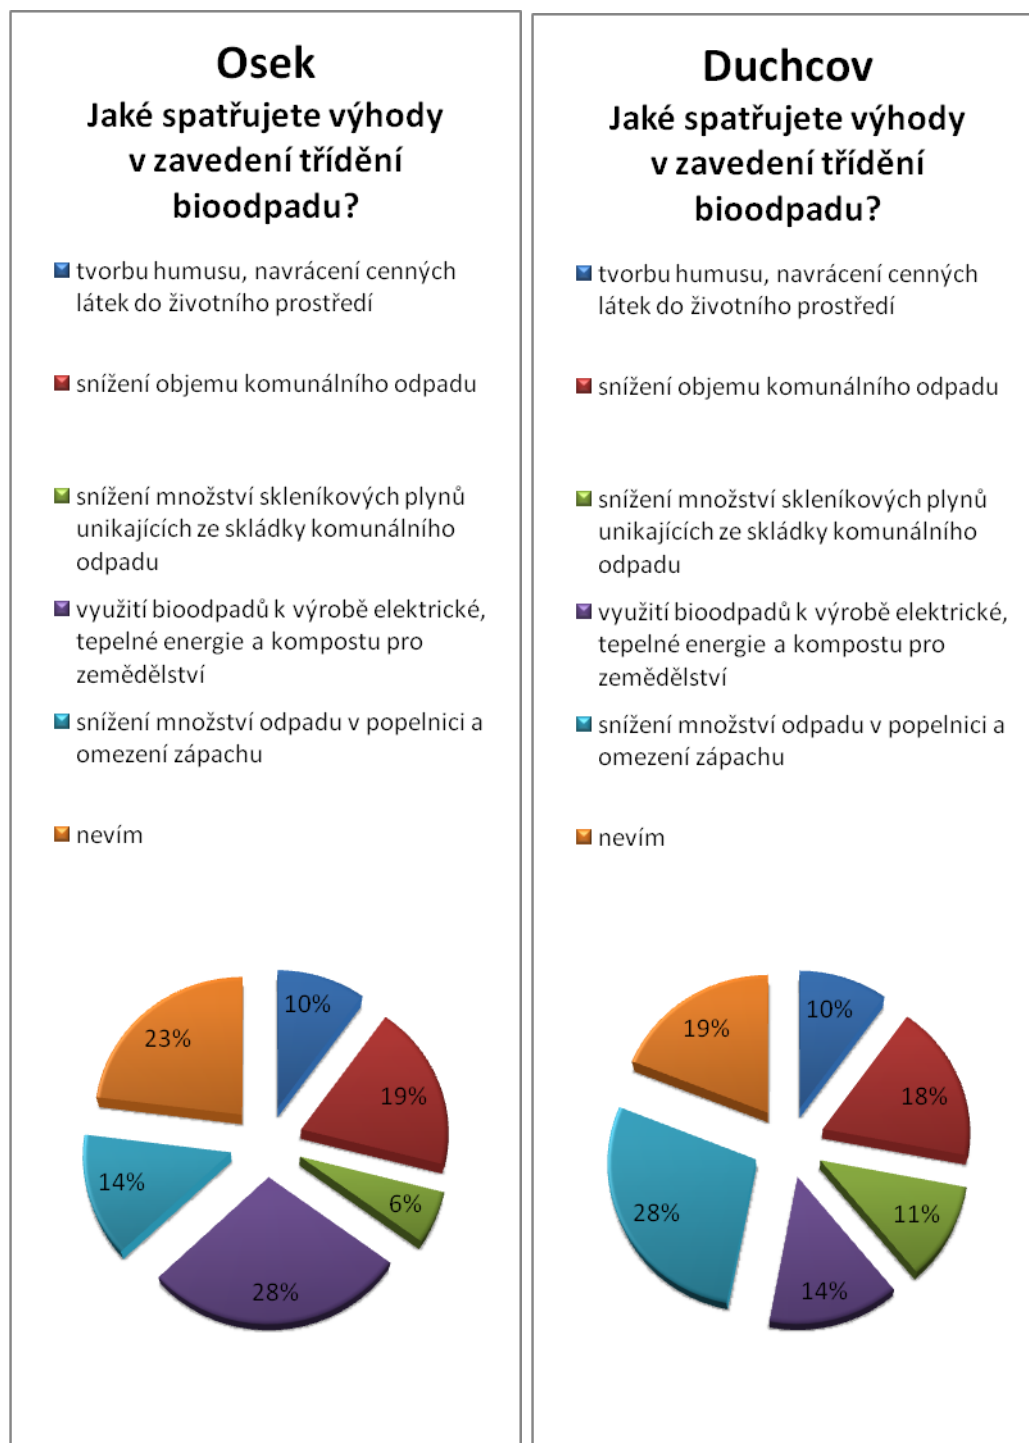 Osek
Jaké spatřujete výhody
v zavedení třídění
bioodpadu?
tvorbu humusu, navrácení cenných
látek do životního prostředí
snížení objemu komunálního odpadu
snížení množství skleníkových plynů
unikajících ze skládky komunálního
odpadu
využití bioodpadů k výrobě elektrické,
tepelné energie a kompostu pro
zemědělství
snížení množství odpadu v popelnici a
omezení zápachu
nevím
10%
19%
6%
28%
14%
23%
Duchcov
Jaké spatřujete výhody
v zavedení třídění
bioodpadu?
tvorbu humusu, navrácení cenných
látek do životního prostředí
snížení objemu komunálního odpadu
snížení množství skleníkových plynů
unikajících ze skládky komunálního
odpadu
využití bioodpadů k výrobě elektrické,
tepelné energie a kompostu pro
zemědělství
snížení množství odpadu v popelnici a
omezení zápachu
nevím
10%
18%
11%
14%
28%
19%